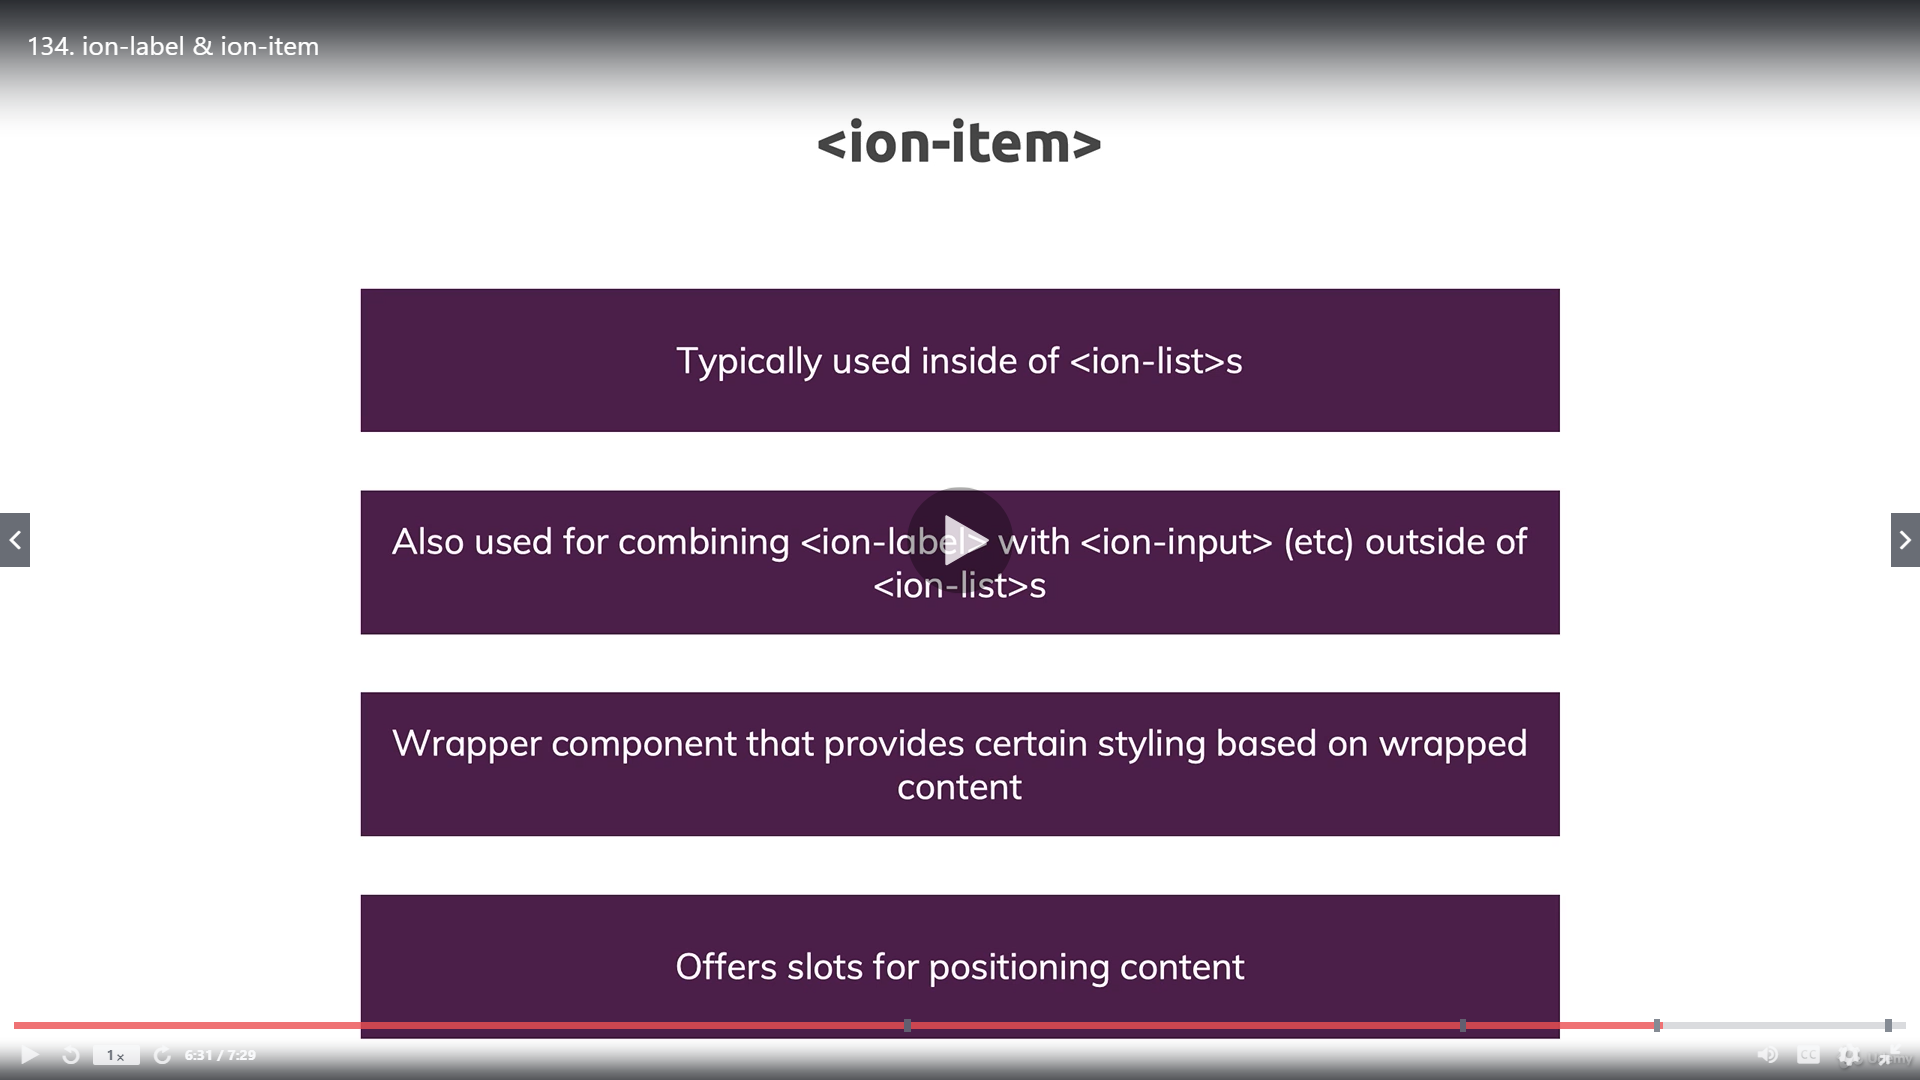 134. ion-label & ion-item
<ion-item>
Typically used inside of <ion-list>s
Also used for combining <ion-label> with <ion-input> (etc) outside of
<ion-list>s
Wrapper component that provides certain styling based on wrapped
content
Offers slots for positioning content
1x 6:31 / 7:29 CC Udemy